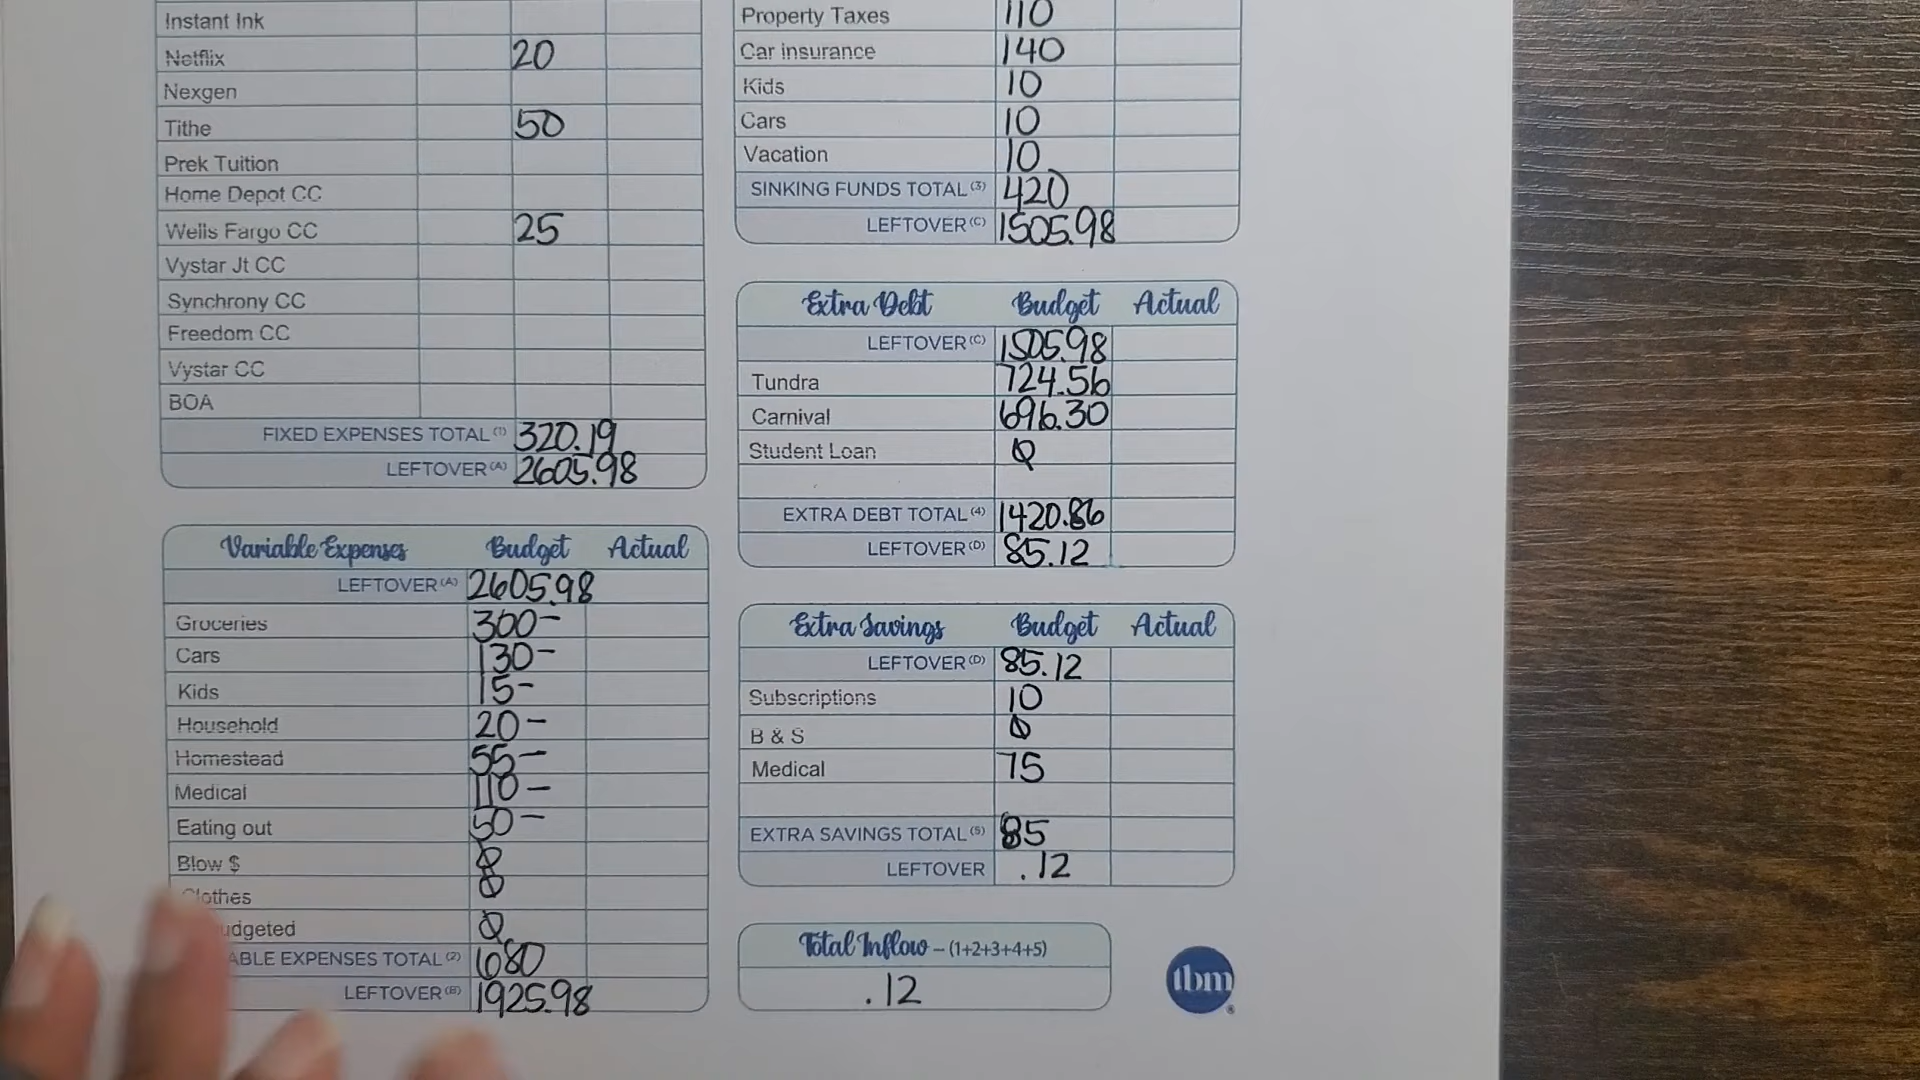 Instant Ink
Netflix 20
Nexgen
Tithe 50
Prek Tuition
Home Depot CC
Wells Fargo CC 25
Vystar Jt CC
Synchrony CC
Freedom CC
Vystar CC
BOA
FIXED EXPENSES TOTAL (1) 320.19
LEFTOVER (A) 2605.98
Variable Expenses Budget Actual
LEFTOVER (A) 2605.98
Groceries 300-
Cars 130-
Kids 15-
Household 20-
Homestead 55-
Medical 110-
Eating out 50-
Blow $ 0
Clothes 0
udgeted 0
ABLE EXPENSES TOTAL (2) 680
LEFTOVER (B) 1925.98
Property Taxes 110
Car insurance 140
Kids 10
Cars 10
Vacation 10
SINKING FUNDS TOTAL (3) 420
LEFTOVER (C) 1505.98
Extra Debt Budget Actual
LEFTOVER (C) 1505.98
Tundra 724.56
Carnival 696.30
Student Loan 0
EXTRA DEBT TOTAL (4) 1420.86
LEFTOVER (D) 85.12
Extra Savings Budget Actual
LEFTOVER (D) 85.12
Subscriptions 10
B & S 0
Medical 75
EXTRA SAVINGS TOTAL (5) 85
LEFTOVER .12
Total Inflow – (1+2+3+4+5)
.12
tbm